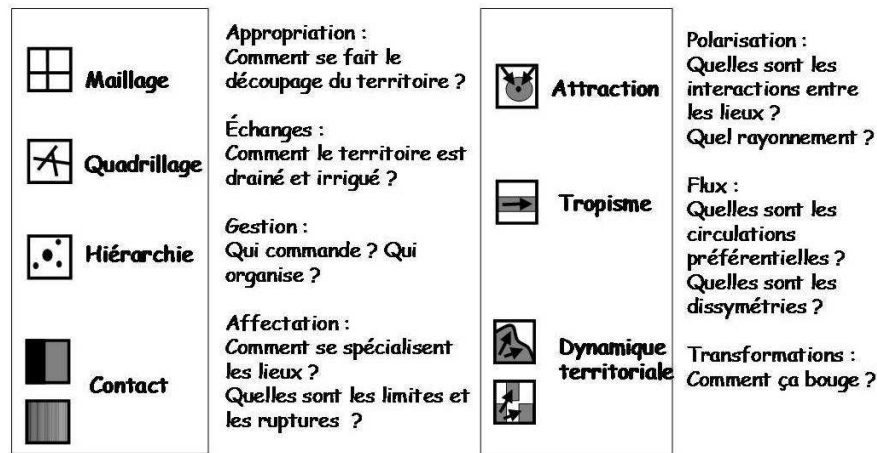 Maillage
Appropriation :
Comment se fait le
découpage du territoire ?
Quadrillage
Échanges :
Comment le territoire est
drainé et irrigué ?
Hiérarchie
Gestion :
Qui commande ? Qui
organise ?
Contact
Affectation :
Comment se spécialisent
les lieux ?
Quelles sont les limites et
les ruptures ?
Attraction
Polarisation :
Quelles sont les
interactions entre
les lieux ?
Quel rayonnement ?
Tropisme
Flux :
Quelles sont les
circulations
préférentielles ?
Quelles sont les
dissymétries ?
Dynamique
territoriale
Transformations :
Comment ça bouge ?